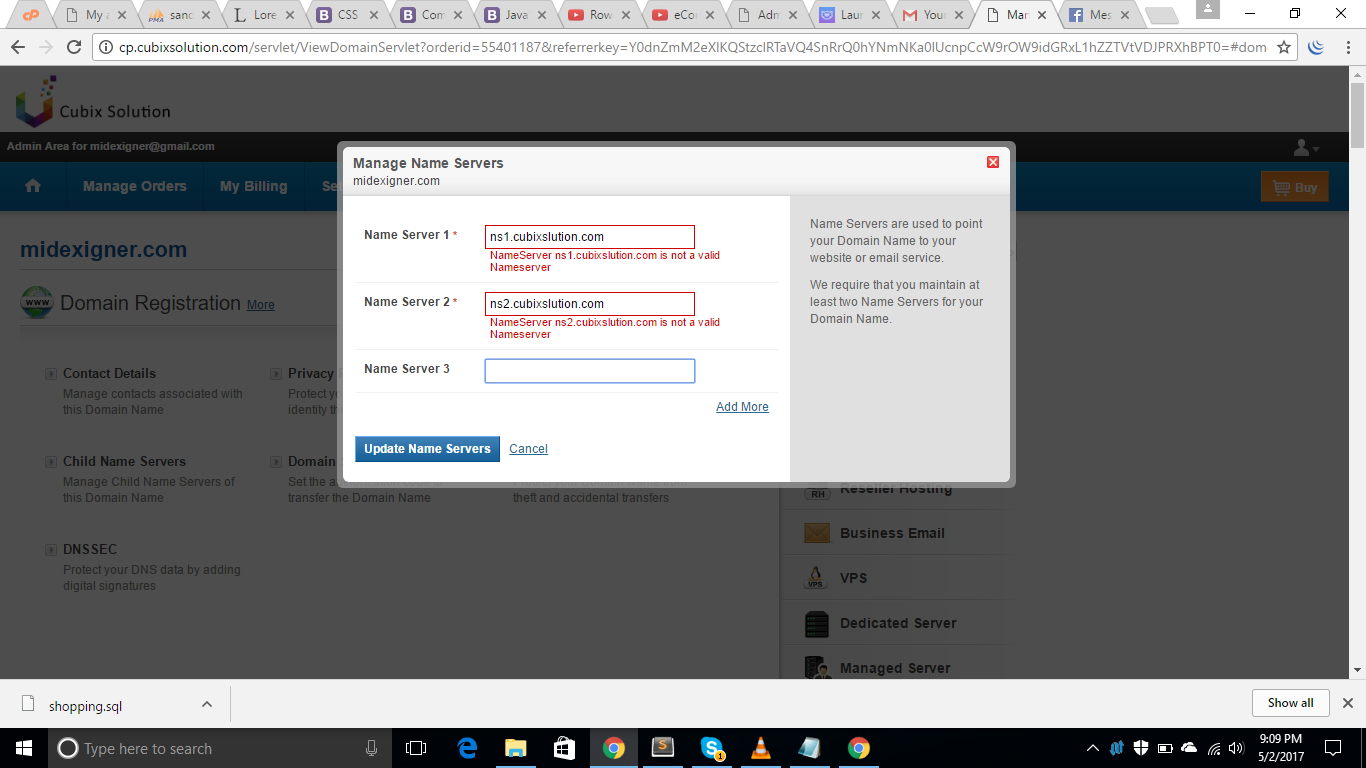 My a
sanc
Lore
CSS
Com
Java
Row
eCor
Adm
Laur
Your
Man
Mes
cp.cubixsolution.com/servlet/ViewDomainServlet?orderid=55401187&referrerkey=Y0dnZmM2eXlKQStzclRTaVQ4SnRrQ0hYNmNKa0lUcnpCcW9rOW9idGRxL1hZZTVtVDJPRXhBPT0=#dom
Cubix Solution
Admin Area for midexigner@gmail.com
Manage Orders
My Billing
Se
Buy
Manage Name Servers
midexigner.com
Name Server 1 *
ns1.cubixslution.com
NameServer ns1.cubixslution.com is not a valid
Nameserver
Name Server 2 *
ns2.cubixslution.com
NameServer ns2.cubixslution.com is not a valid
Nameserver
Name Server 3
Add More
Update Name Servers
Cancel
Name Servers are used to point
your Domain Name to your
website or email service.
We require that you maintain at
least two Name Servers for your
Domain Name.
midexigner.com
WWW
Domain Registration More
Contact Details
Manage contacts associated with
this Domain Name
Privacy
Protect yo
identity th
Child Name Servers
Manage Child Name Servers of
this Domain Name
Domain
Set the a
transfer the Domain Name
theft and accidental transfers
DNSSEC
Protect your DNS data by adding
digital signatures
RH
Reseller Hosting
Business Email
VPS
VPS
Dedicated Server
Managed Server
shopping.sql
Show all
Type here to search
9:09 PM
5/2/2017